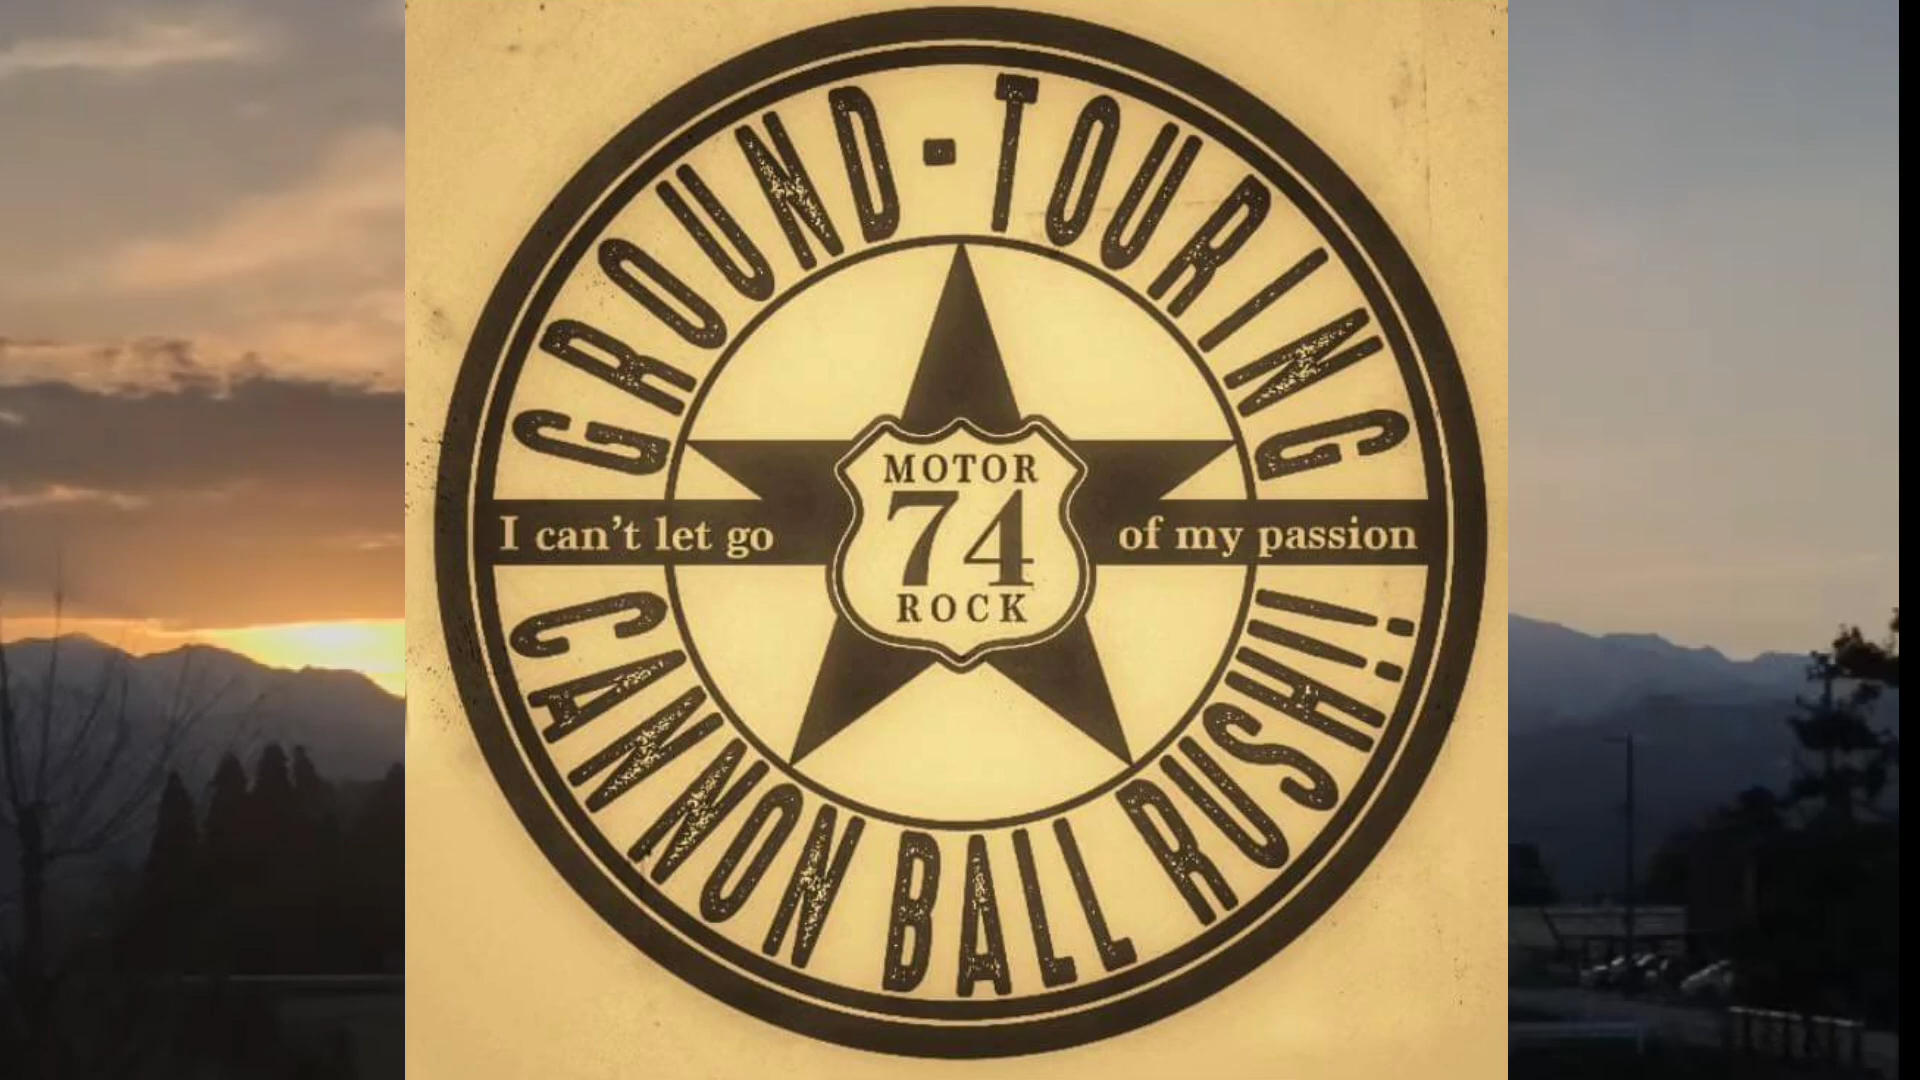 GROUND-TOURING
I can't let go
MOTOR
74
ROCK
of my passion
CANNON BALL RUSH!!